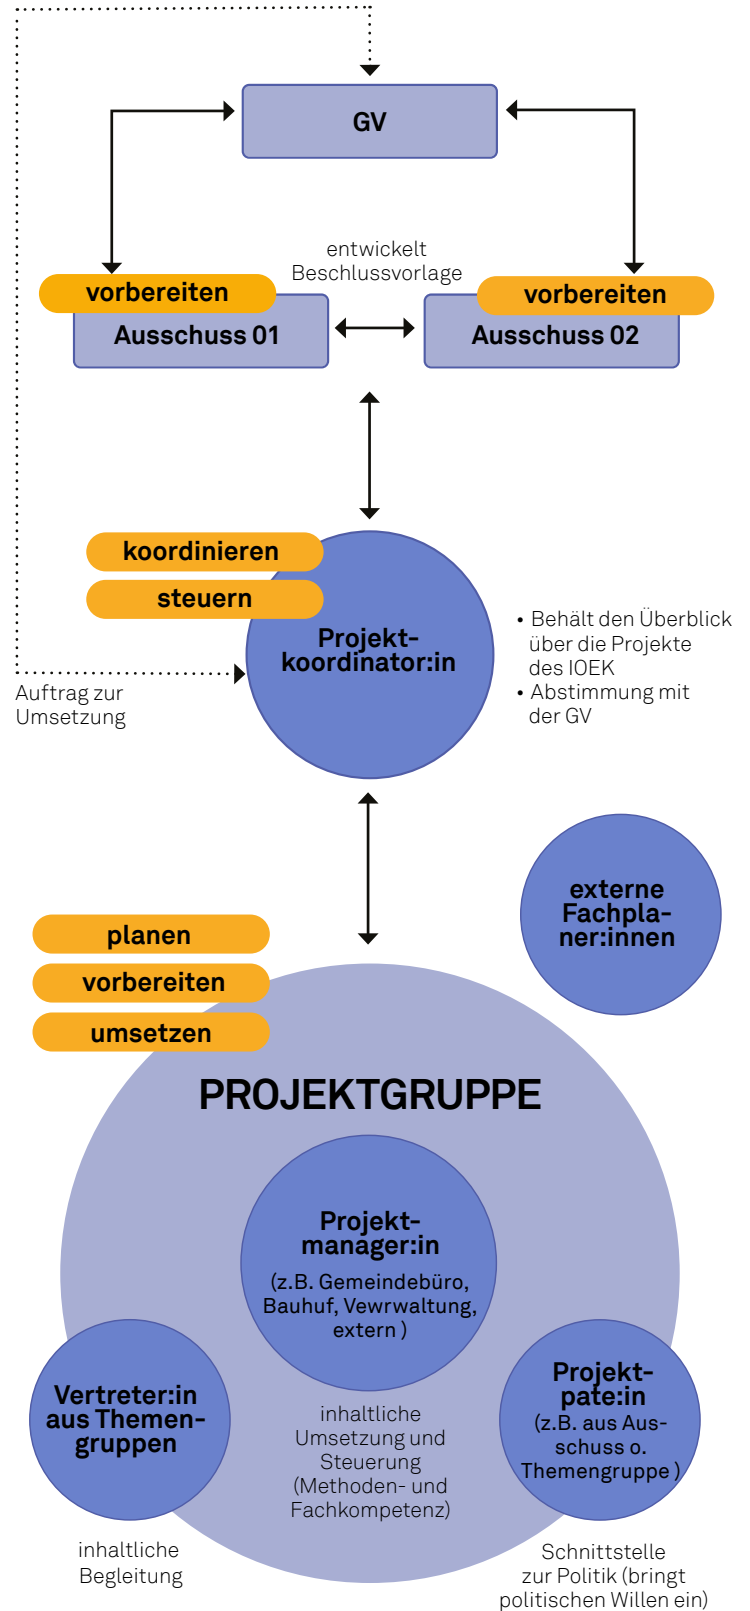 GV
entwickelt
Beschlussvorlage
vorbereiten
Ausschuss 01
vorbereiten
Ausschuss 02
koordinieren
steuern
Projekt-
koordinator:in
• Behält den Überblick
über die Projekte
des IOEK
• Abstimmung mit
der GV
Auftrag zur
Umsetzung
externe
Fachpla-
ner:innen
planen
vorbereiten
umsetzen
PROJEKTGRUPPE
Projekt-
manager:in
(z.B. Gemeindebüro,
Bauhuf, Vewrwaltung,
extern )
Vertreter:in
aus Themen-
gruppen
inhaltliche
Umsetzung und
Steuerung
(Methoden- und
Fachkompetenz)
Projekt-
pate:in
(z.B. aus Aus-
schuss o.
Themengruppe )
inhaltliche
Begleitung
Schnittstelle
zur Politik (bringt
politischen Willen ein)